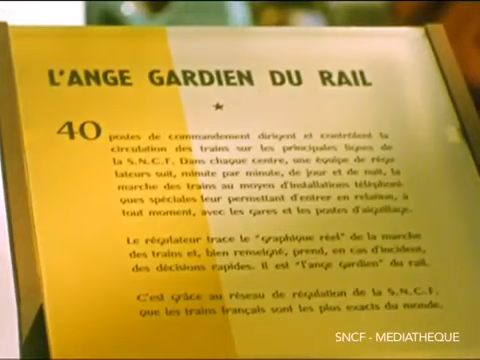 L'ANGE GARDIEN DU RAIL
40 postes de commandement dirigent et contrôlent la
circulation des trains sur les principales lignes de
la S.N.C.F. Dans chaque centre, une équipe de régu-
lateurs suit, minute par minute, de jour et de nuit, la
marche des trains au moyen d'installations téléphoni-
ques spéciales leur permettant d'entrer en relation, à
tout moment, avec les gares et les postes d'aiguillage.
Le régulateur trace le "graphique réel" de la marche
des trains et, bien renseigné, prend, en cas d'incident,
des décisions rapides. Il est "l'ange gardien" du rail.
C'est grâce au réseau de régulation de la S.N.C.F.
que les trains français sont les plus exacts du monde.
SNCF - MEDIATHEQUE